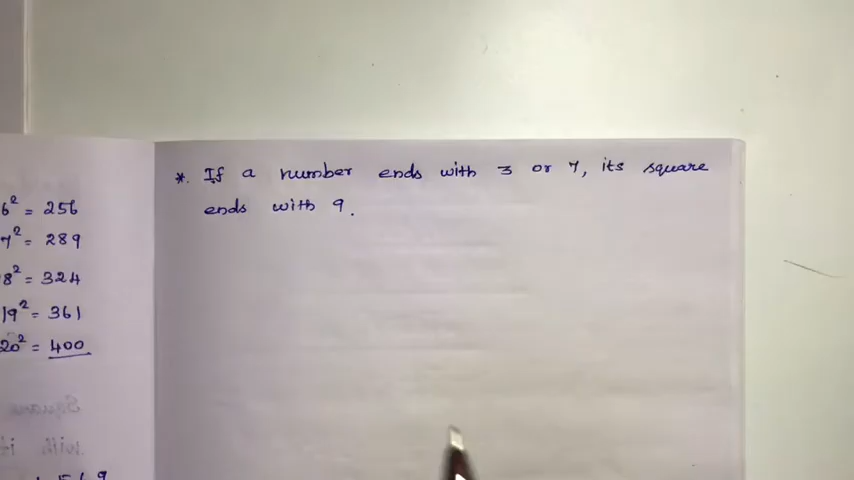 6² = 256
7² = 289
8² = 324
19² = 361
20² = 400
*. If a number ends with 3 or 7, its square
ends with 9.